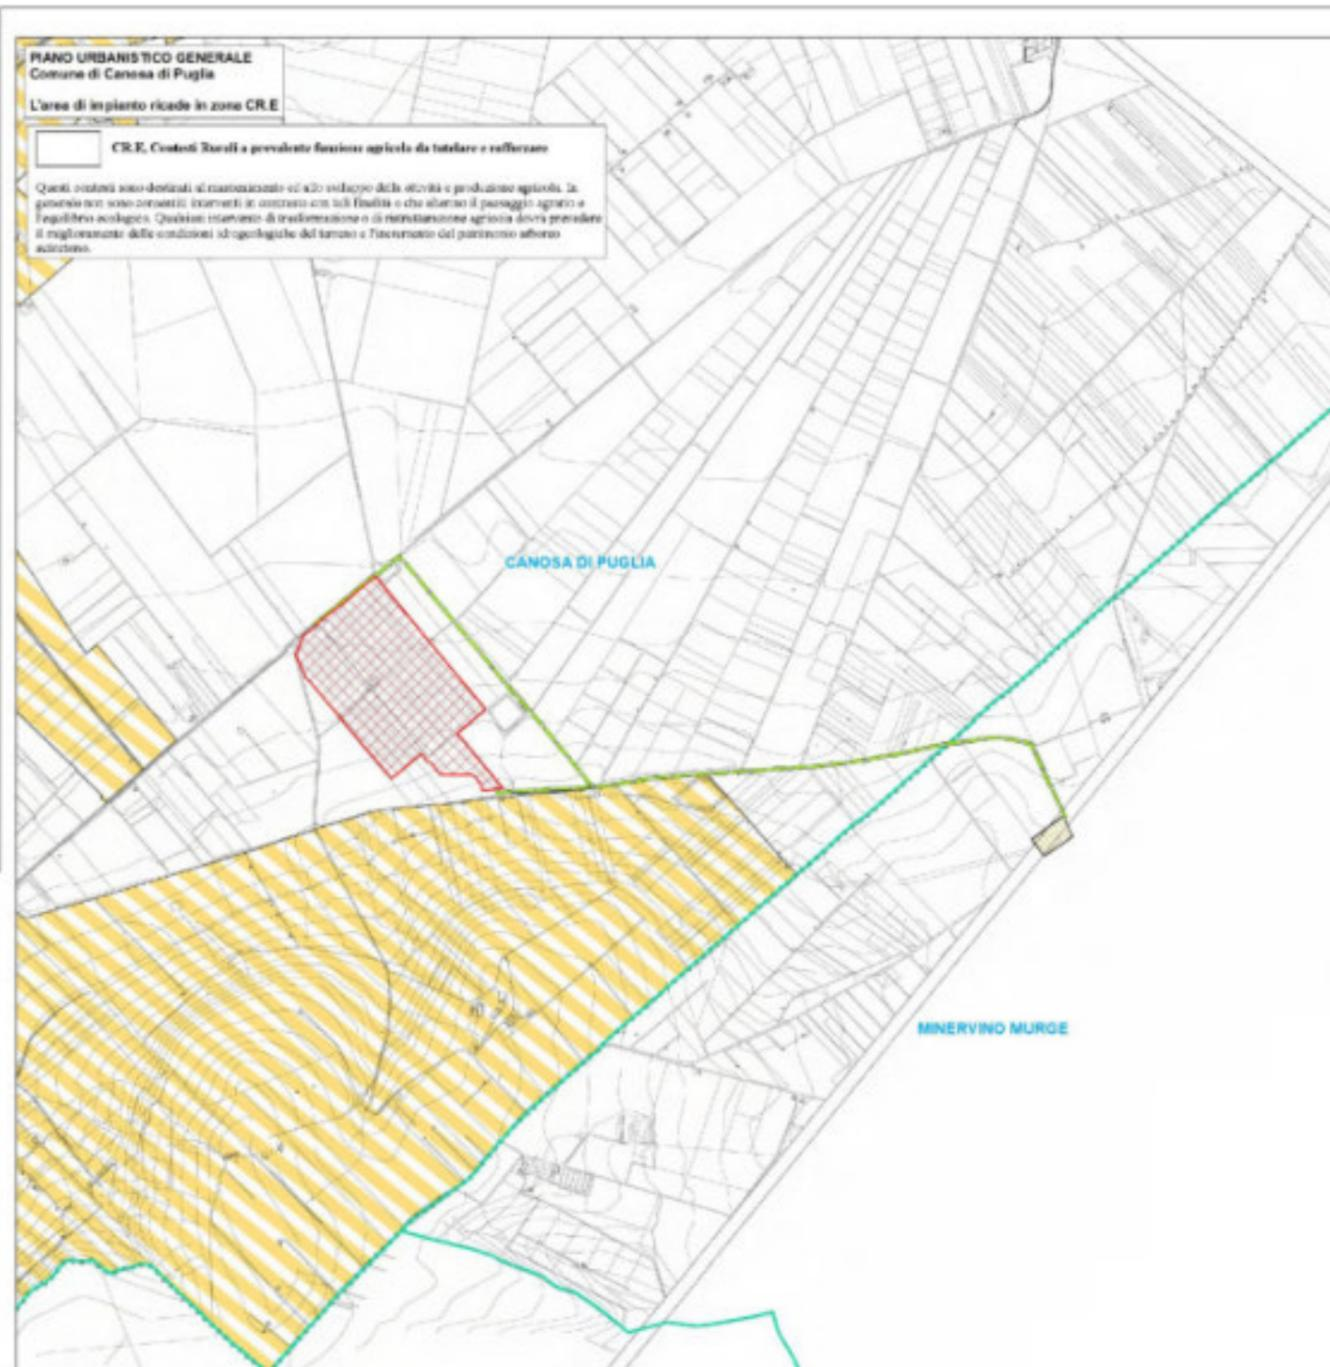 PIANO URBANISTICO GENERALE
Comune di Canosa di Puglia
L'area di impianto ricade in zona CR.E
CR.E, Contesti Rurali a prevalente funzione agricola da tutelare e rafforzare
Questi contesti sono destinati al mantenimento ed allo sviluppo della attività e produzione agricola. In
generale non sono consentiti interventi in contrasto con tali finalità o che alterino il paesaggio agrario e
l'equilibrio ecologico. Qualsiasi intervento di trasformazione o di ristrutturazione agricola dovrà prevedere
il miglioramento delle condizioni idrogeologiche del terreno e l'incremento del patrimonio arboreo
CANOSA DI PUGLIA
MINERVINO MURGE